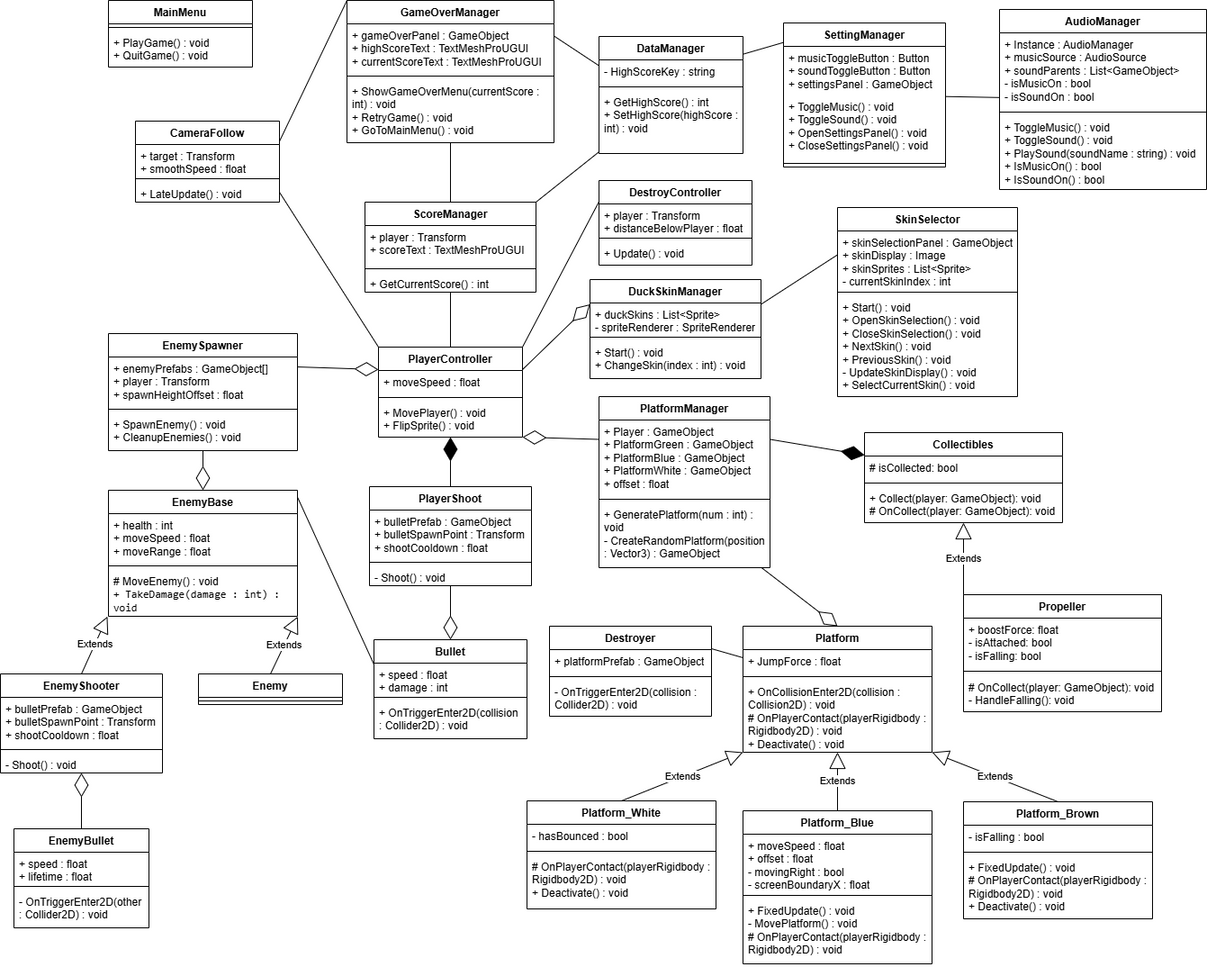 MainMenu
+ PlayGame() : void
+ QuitGame() : void
GameOverManager
+ gameOverPanel : GameObject
+ highScoreText : TextMeshProUGUI
+ currentScoreText : TextMeshProUGUI
+ ShowGameOverMenu(currentScore :
int) : void
+ RetryGame() : void
+ GoToMainMenu() : void
DataManager
- HighScoreKey : string
+ GetHighScore() : int
+ SetHighScore(highScore :
int) : void
SettingManager
+ musicToggleButton : Button
+ soundToggleButton : Button
+ settingsPanel : GameObject
+ ToggleMusic() : void
+ ToggleSound() : void
+ OpenSettingsPanel() : void
+ CloseSettingsPanel() : void
AudioManager
+ Instance : AudioManager
+ musicSource : AudioSource
+ soundParents : List<GameObject>
- isMusicOn : bool
- isSoundOn : bool
+ ToggleMusic() : void
+ ToggleSound() : void
+ PlaySound(soundName : string) : void
+ IsMusicOn() : bool
+ IsSoundOn() : bool
CameraFollow
+ target : Transform
+ smoothSpeed : float
+ LateUpdate() : void
ScoreManager
+ player : Transform
+ scoreText : TextMeshProUGUI
+ GetCurrentScore() : int
DestroyController
+ player : Transform
+ distanceBelowPlayer : float
+ Update() : void
SkinSelector
+ skinSelectionPanel : GameObject
+ skinDisplay : Image
+ skinSprites : List<Sprite>
- currentSkinIndex : int
+ Start() : void
+ OpenSkinSelection() : void
+ CloseSkinSelection() : void
+ NextSkin() : void
+ PreviousSkin() : void
- UpdateSkinDisplay() : void
+ SelectCurrentSkin() : void
DuckSkinManager
+ duckSkins : List<Sprite>
- spriteRenderer : SpriteRenderer
+ Start() : void
+ ChangeSkin(index : int) : void
EnemySpawner
+ enemyPrefabs : GameObject[]
+ player : Transform
+ spawnHeightOffset : float
+ SpawnEnemy() : void
+ CleanupEnemies() : void
PlayerController
+ moveSpeed : float
+ MovePlayer() : void
+ FlipSprite() : void
PlatformManager
+ Player : GameObject
+ PlatformGreen : GameObject
+ PlatformBlue : GameObject
+ PlatformWhite : GameObject
+ offset : float
+ GeneratePlatform(num : int) :
void
- CreateRandomPlatform(position
: Vector3) : GameObject
Collectibles
# isCollected: bool
+ Collect(player: GameObject): void
# OnCollect(player: GameObject): void
Extends
EnemyBase
+ health : int
+ moveSpeed : float
+ moveRange : float
# MoveEnemy() : void
+ TakeDamage(damage : int) :
void
PlayerShoot
+ bulletPrefab : GameObject
+ bulletSpawnPoint : Transform
+ shootCooldown : float
- Shoot() : void
Propeller
+ boostForce: float
- isAttached: bool
- isFalling: bool
# OnCollect(player: GameObject): void
- HandleFalling(): void
Extends
Extends
Bullet
+ speed : float
+ damage : int
+ OnTriggerEnter2D(collision
: Collider2D) : void
Destroyer
+ platformPrefab : GameObject
- OnTriggerEnter2D(collision :
Collider2D) : void
Platform
+ JumpForce : float
+ OnCollisionEnter2D(collision :
Collision2D) : void
# OnPlayerContact(playerRigidbody :
Rigidbody2D) : void
+ Deactivate() : void
EnemyShooter
+ bulletPrefab : GameObject
+ bulletSpawnPoint : Transform
+ shootCooldown : float
- Shoot() : void
Enemy
Extends
Extends
Extends
EnemyBullet
+ speed : float
+ lifetime : float
- OnTriggerEnter2D(other
: Collider2D) : void
Platform_White
- hasBounced : bool
# OnPlayerContact(playerRigidbody :
Rigidbody2D) : void
+ Deactivate() : void
Platform_Blue
+ moveSpeed : float
+ offset : float
- movingRight : bool
- screenBoundaryX : float
+ FixedUpdate() : void
- MovePlatform() : void
# OnPlayerContact(playerRigidbody :
Rigidbody2D) : void
Platform_Brown
- isFalling : bool
+ FixedUpdate() : void
# OnPlayerContact(playerRigidbody :
Rigidbody2D) : void
+ Deactivate() : void